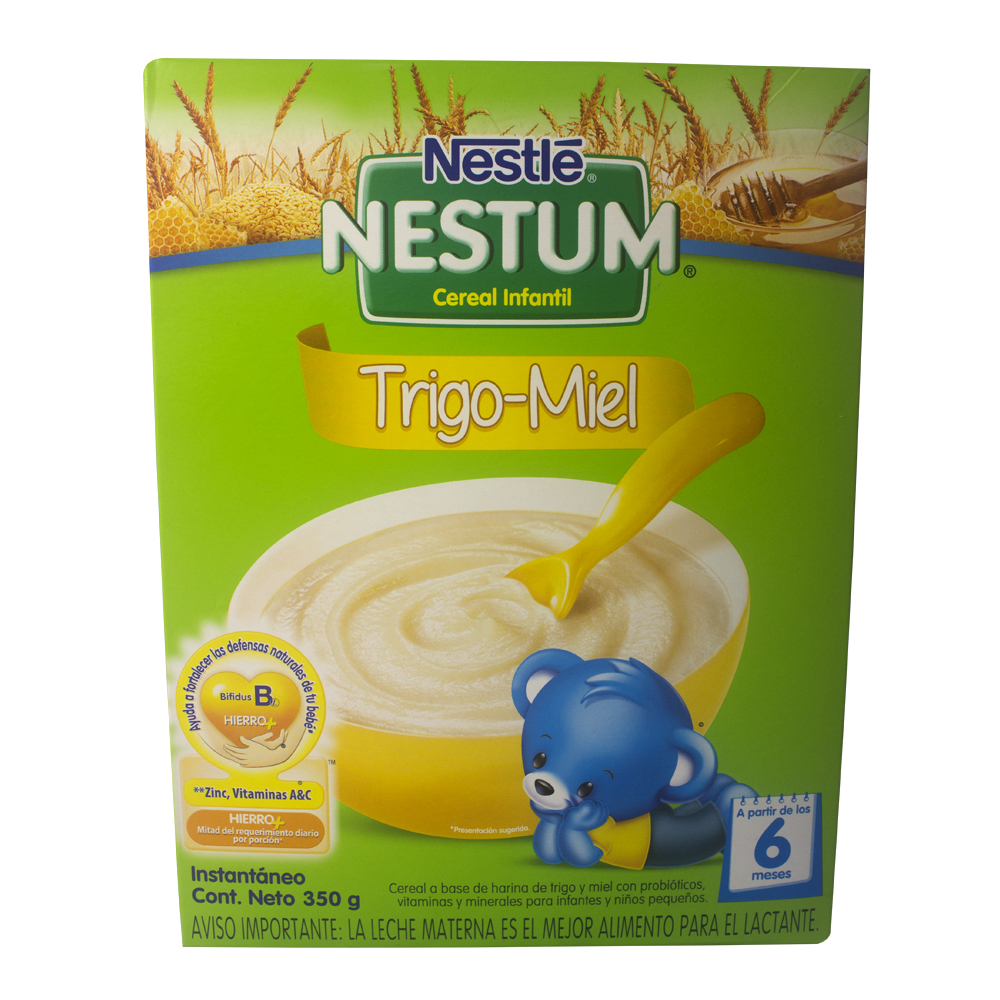 Nestlé®
NESTUM®
Cereal Infantil
Trigo-Miel
Ayuda a fortalecer las defensas naturales de tu bebé*
Bifidus B
HIERRO+
**Zinc, Vitaminas A&C
HIERRO+
Mitad del requerimiento diario
por porción*
TM
*Presentación sugerida.
A partir de los
6
meses
Instantáneo
Cont. Neto 350 g
Cereal a base de harina de trigo y miel con probióticos,
vitaminas y minerales para infantes y niños pequeños.
AVISO IMPORTANTE: LA LECHE MATERNA ES EL MEJOR ALIMENTO PARA EL LACTANTE.